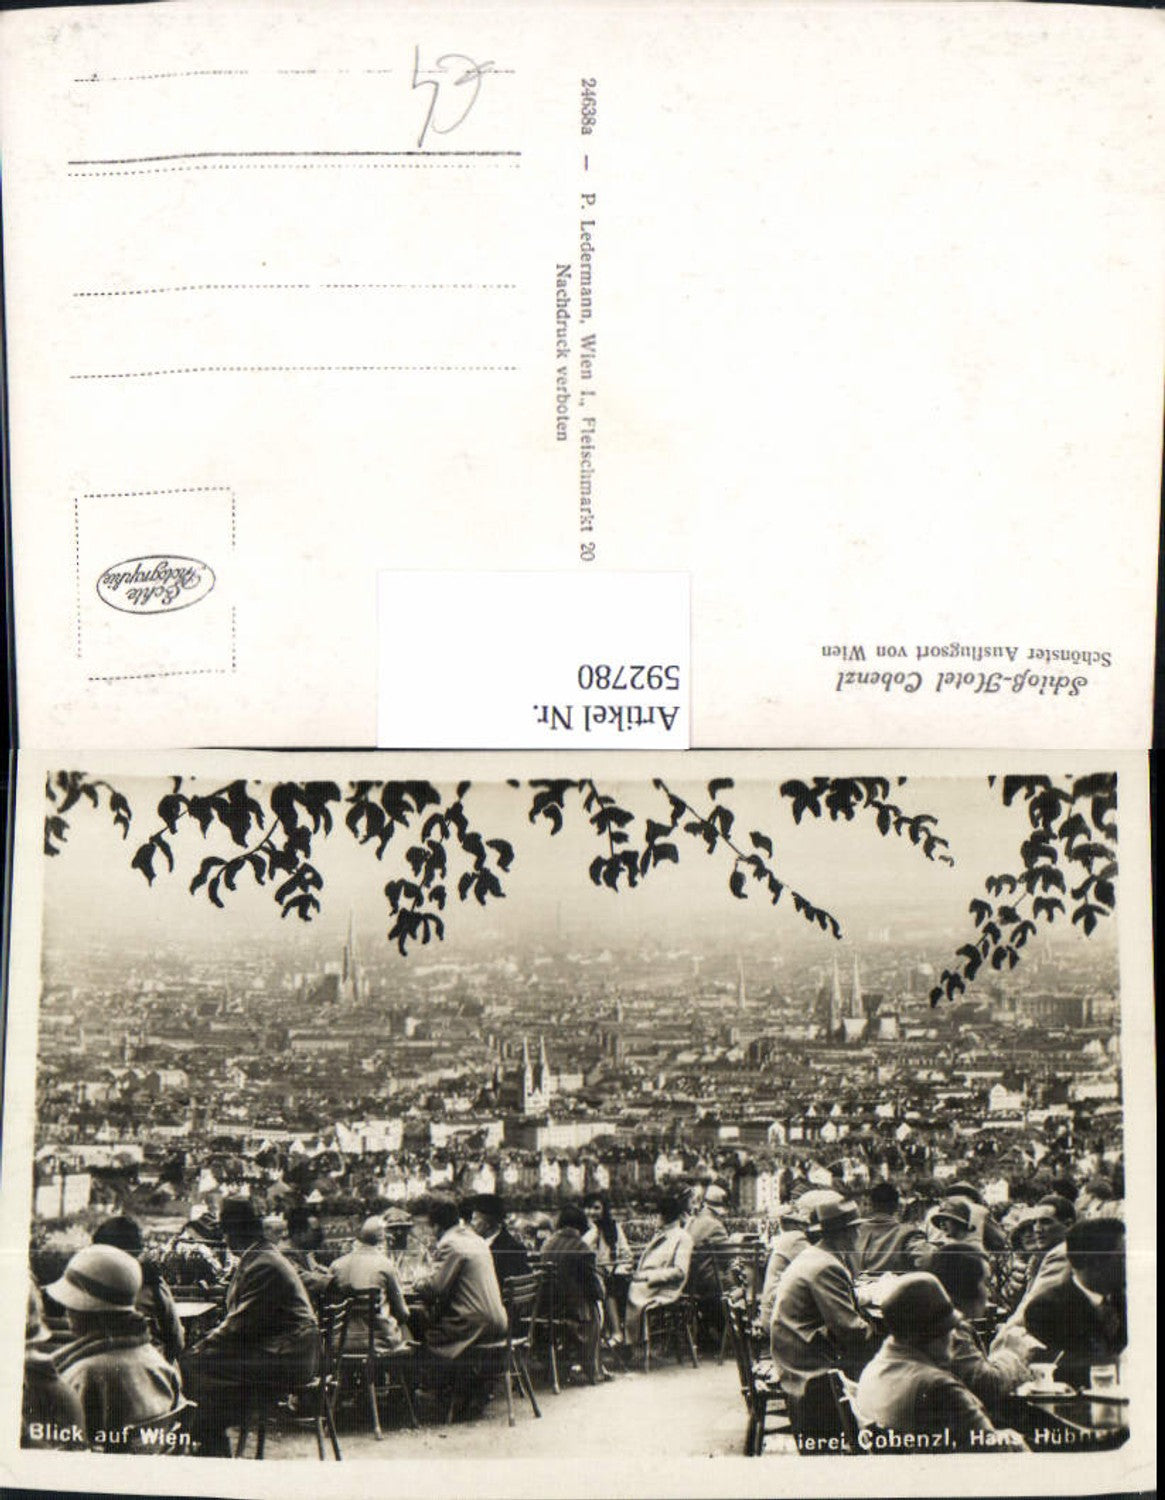 24638a — P. Ledermann, Wien I., Fleischmarkt 20
Nachdruck verboten
Echte
Photographie
Schloß-Hotel Cobenzl
Schönster Ausflugsort von Wien
Artikel Nr.
592780
Blick auf Wien.
Meierei Cobenzl, Hans